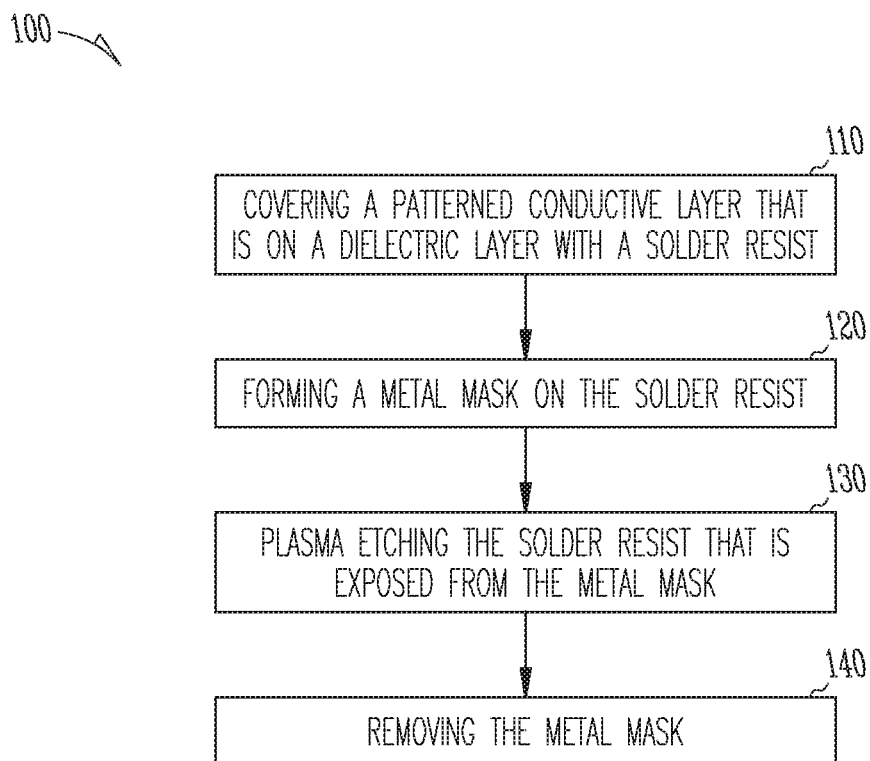 100
110
COVERING A PATTERNED CONDUCTIVE LAYER THAT
IS ON A DIELECTRIC LAYER WITH A SOLDER RESIST
120
FORMING A METAL MASK ON THE SOLDER RESIST
130
PLASMA ETCHING THE SOLDER RESIST THAT IS
EXPOSED FROM THE METAL MASK
140
REMOVING THE METAL MASK